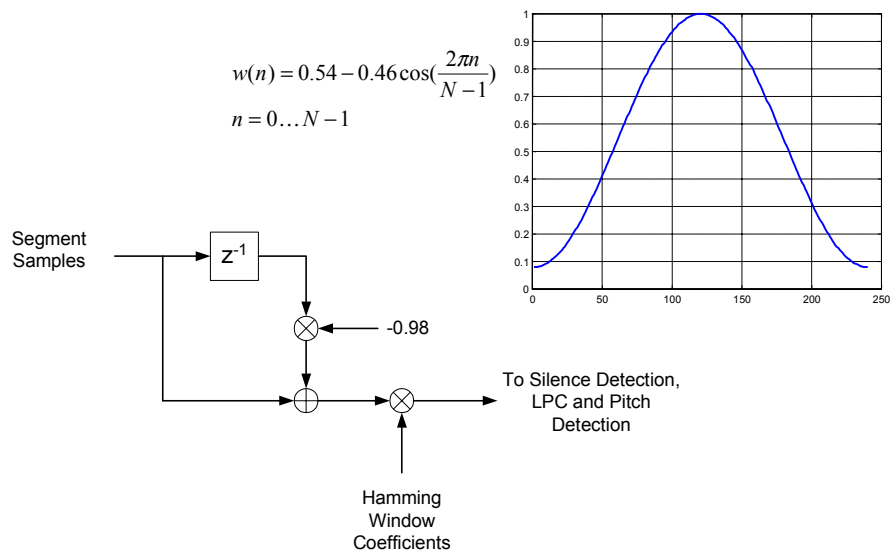 w(n) = 0.54 − 0.46 cos(2πn / N − 1)
n = 0…N − 1
1
0.9
0.8
0.7
0.6
0.5
0.4
0.3
0.2
0.1
0
0 50 100 150 200 250
Segment
Samples
z⁻¹
-0.98
To Silence Detection,
LPC and Pitch
Detection
Hamming
Window
Coefficients